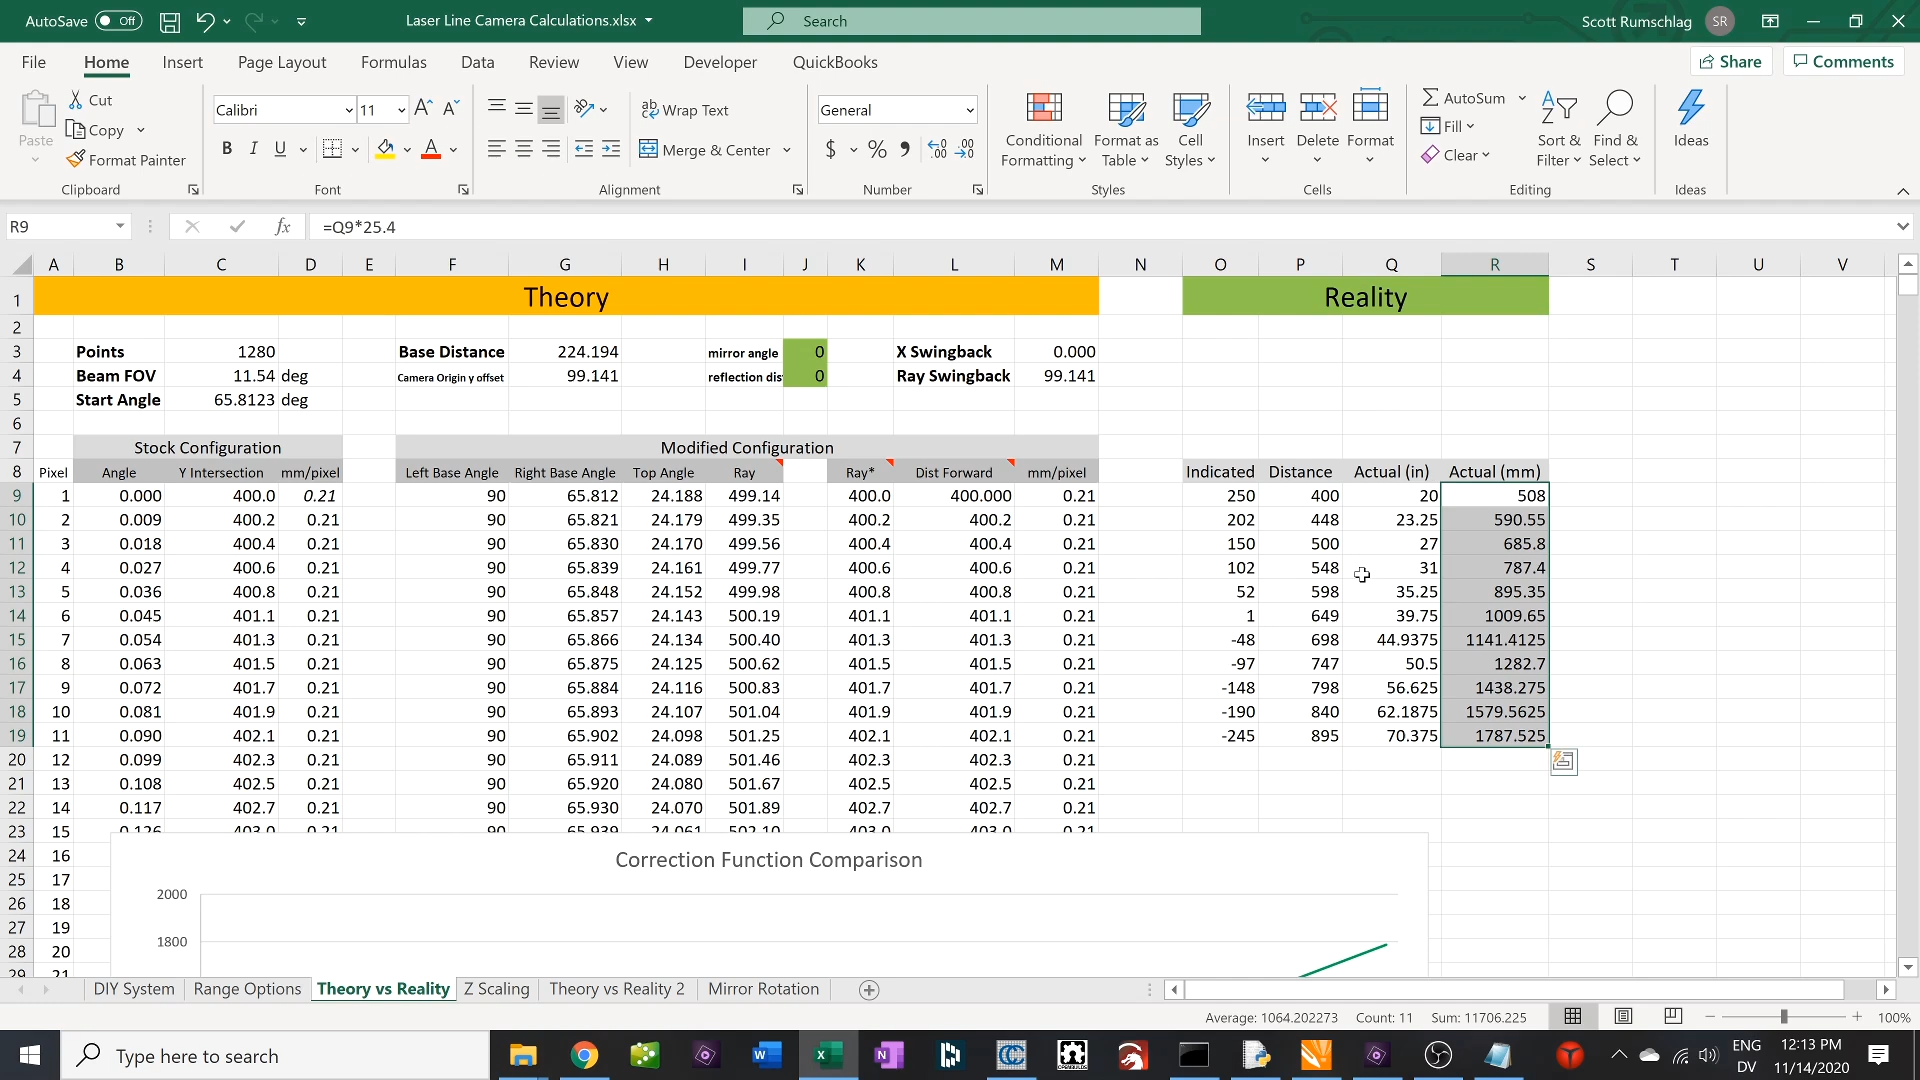 AutoSave Off Laser Line Camera Calculations.xlsx Search Scott Rumschlag SR
File Home Insert Page Layout Formulas Data Review View Developer QuickBooks Share Comments
Paste Cut Copy Format Painter Clipboard
Calibri 11 A^ A˅ B I U A Font
ab Wrap Text Merge & Center Alignment
General $ % , Number
Conditional Formatting Format as Table Cell Styles Styles
Insert Delete Format Cells
AutoSum Fill Clear Sort & Filter Find & Select Editing
Ideas Ideas
R9 fx =Q9*25.4
A B C D E F G H I J K L M N O P Q R S T U V
1 Theory Reality
2
3 Points 1280 Base Distance 224.194 mirror angle 0 X Swingback 0.000
4 Beam FOV 11.54 deg Camera Origin y offset 99.141 reflection dis 0 Ray Swingback 99.141
5 Start Angle 65.8123 deg
6
7 Stock Configuration Modified Configuration
8 Pixel Angle Y Intersection mm/pixel Left Base Angle Right Base Angle Top Angle Ray Ray* Dist Forward mm/pixel Indicated Distance Actual (in) Actual (mm)
9 1 0.000 400.0 0.21 90 65.812 24.188 499.14 400.0 400.000 0.21 250 400 20 508
10 2 0.009 400.2 0.21 90 65.821 24.179 499.35 400.2 400.2 0.21 202 448 23.25 590.55
11 3 0.018 400.4 0.21 90 65.830 24.170 499.56 400.4 400.4 0.21 150 500 27 685.8
12 4 0.027 400.6 0.21 90 65.839 24.161 499.77 400.6 400.6 0.21 102 548 31 787.4
13 5 0.036 400.8 0.21 90 65.848 24.152 499.98 400.8 400.8 0.21 52 598 35.25 895.35
14 6 0.045 401.1 0.21 90 65.857 24.143 500.19 401.1 401.1 0.21 1 649 39.75 1009.65
15 7 0.054 401.3 0.21 90 65.866 24.134 500.40 401.3 401.3 0.21 -48 698 44.9375 1141.4125
16 8 0.063 401.5 0.21 90 65.875 24.125 500.62 401.5 401.5 0.21 -97 747 50.5 1282.7
17 9 0.072 401.7 0.21 90 65.884 24.116 500.83 401.7 401.7 0.21 -148 798 56.625 1438.275
18 10 0.081 401.9 0.21 90 65.893 24.107 501.04 401.9 401.9 0.21 -190 840 62.1875 1579.5625
19 11 0.090 402.1 0.21 90 65.902 24.098 501.25 402.1 402.1 0.21 -245 895 70.375 1787.525
20 12 0.099 402.3 0.21 90 65.911 24.089 501.46 402.3 402.3 0.21
21 13 0.108 402.5 0.21 90 65.920 24.080 501.67 402.5 402.5 0.21
22 14 0.117 402.7 0.21 90 65.930 24.070 501.89 402.7 402.7 0.21
23 15 0.126 403.0 0.21 90 65.939 24.061 502.10 403.0 403.0 0.21
24 16 Correction Function Comparison
25 17
2000
26 18
27 19
28 20 1800
29 21
DIY System Range Options Theory vs Reality Z Scaling Theory vs Reality 2 Mirror Rotation
Average: 1064.202273 Count: 11 Sum: 11706.225 100%
Type here to search ENG DV 12:13 PM 11/14/2020